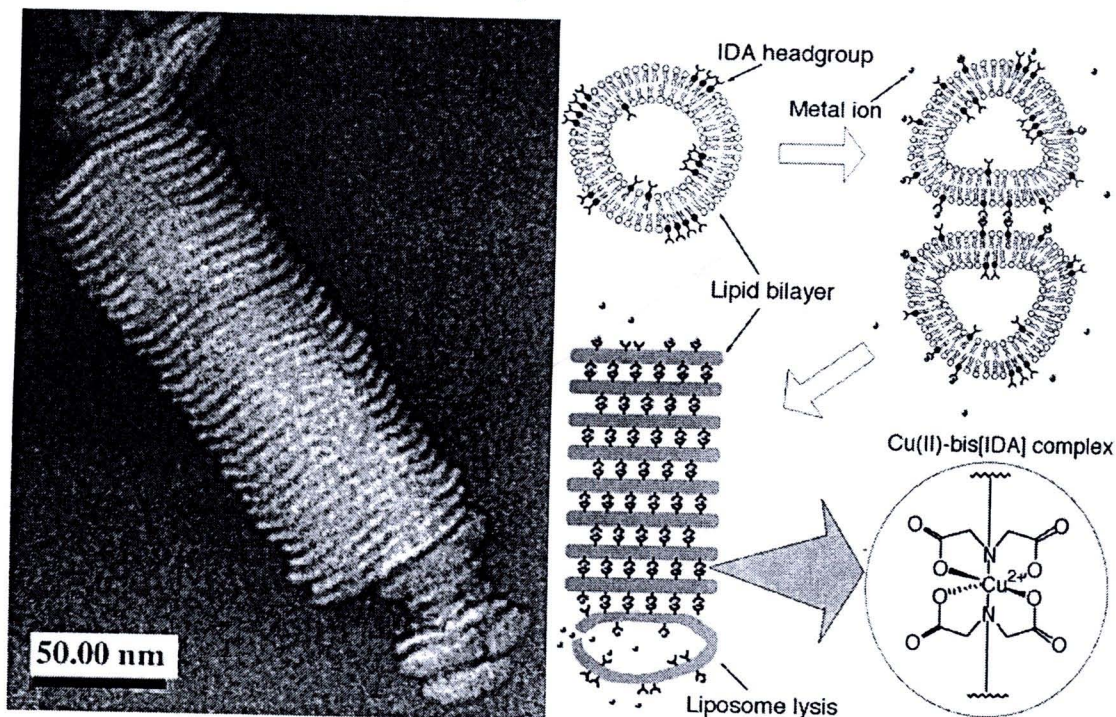 IDA headgroup
Metal ion
Lipid bilayer
Cu(II)-bis[IDA] complex
O
O
O
O
N
Cu2+
O
O
N
O
O
Liposome lysis
50.00 nm